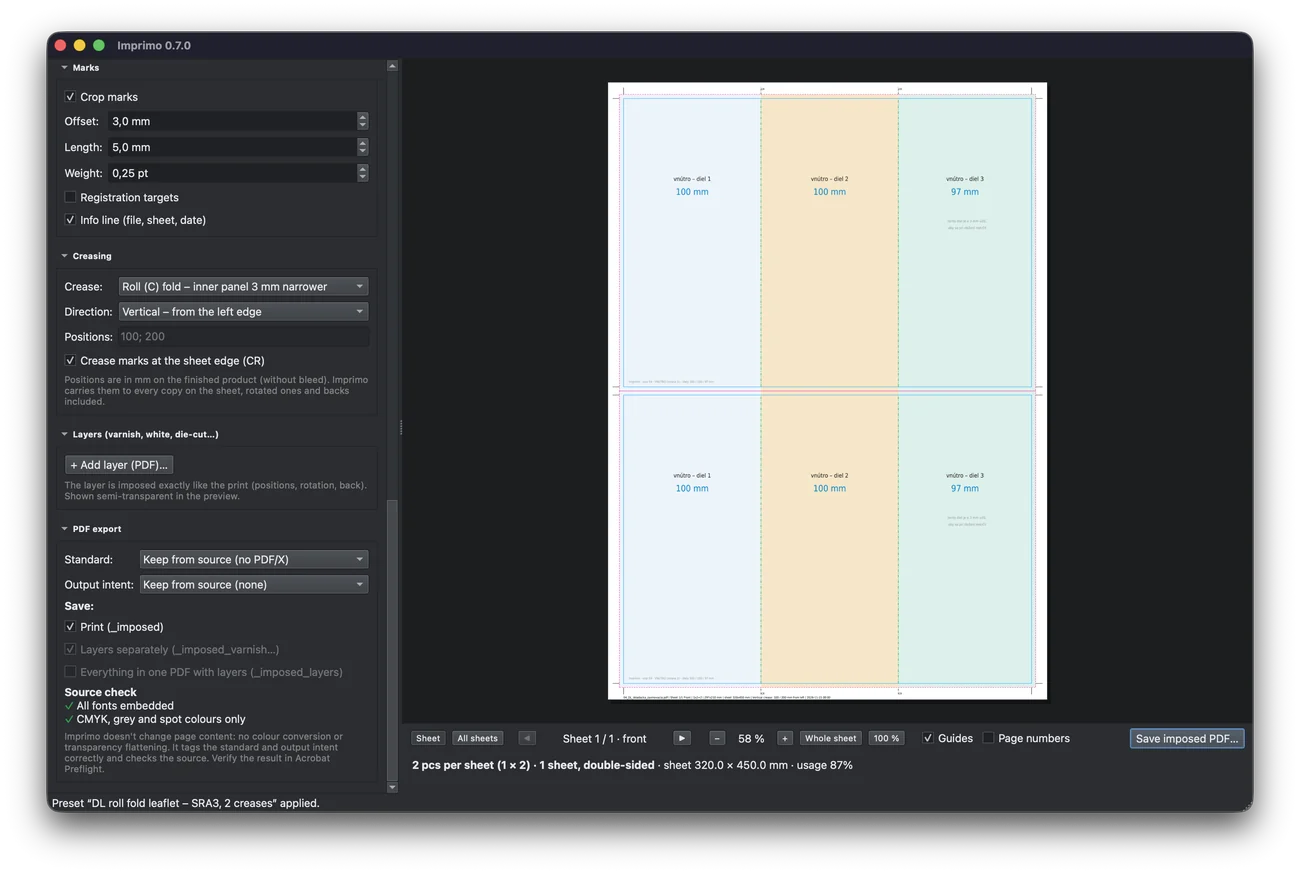 Imprimo 0.7.0
Marks
Crop marks
Offset: 3,0 mm
Length: 5,0 mm
Weight: 0,25 pt
Registration targets
Info line (file, sheet, date)
Creasing
Crease: Roll (C) fold – inner panel 3 mm narrower
Direction: Vertical – from the left edge
Positions: 100; 200
Crease marks at the sheet edge (CR)
Positions are in mm on the finished product (without bleed). Imprimo
carries them to every copy on the sheet, rotated ones and backs
included.
Layers (varnish, white, die-cut...)
+ Add layer (PDF)...
The layer is imposed exactly like the print (positions, rotation, back).
Shown semi-transparent in the preview.
PDF export
Standard: Keep from source (no PDF/X)
Output intent: Keep from source (none)
Save:
Print (_imposed)
Layers separately (_imposed_varnish...)
Everything in one PDF with layers (_imposed_layers)
Source check
✓ All fonts embedded
✓ CMYK, grey and spot colours only
Imprimo doesn't change page content: no colour conversion or
transparency flattening. It tags the standard and output intent
correctly and checks the source. Verify the result in Acrobat
Preflight.
Preset “DL roll fold leaflet – SRA3, 2 creases” applied.
vnútro – diel 1 vnútro – diel 2 vnútro – diel 3
100 mm 100 mm 97 mm
vnútro – diel 1 vnútro – diel 2 vnútro – diel 3
100 mm 100 mm 97 mm
Sheet All sheets Sheet 1 / 1 · front 58 % Whole sheet 100 % Guides Page numbers Save imposed PDF...
2 pcs per sheet (1 × 2) · 1 sheet, double-sided · sheet 320.0 × 450.0 mm · usage 87%